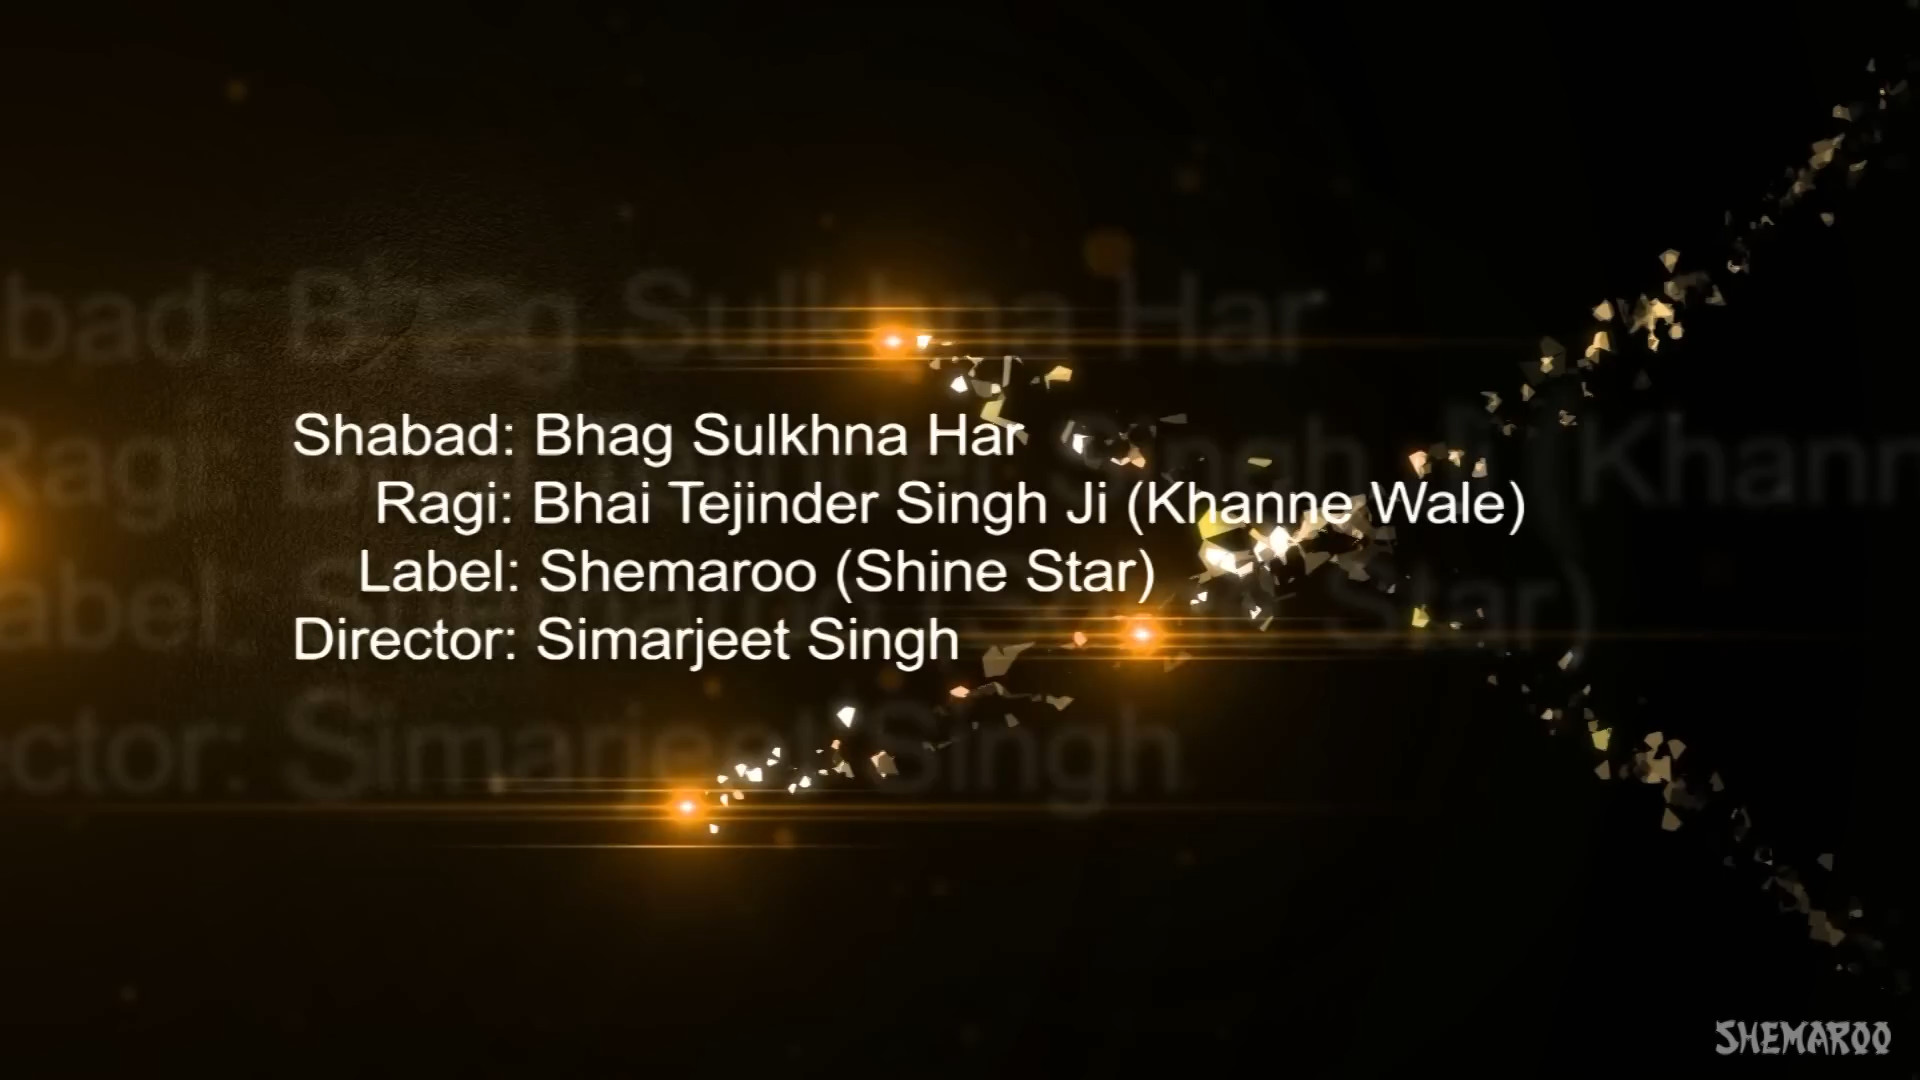 Shabad: Bhag Sulkhna Har
Ragi: Bhai Tejinder Singh Ji (Khanne Wale)
Label: Shemaroo (Shine Star)
Director: Simarjeet Singh
SHEMAROO